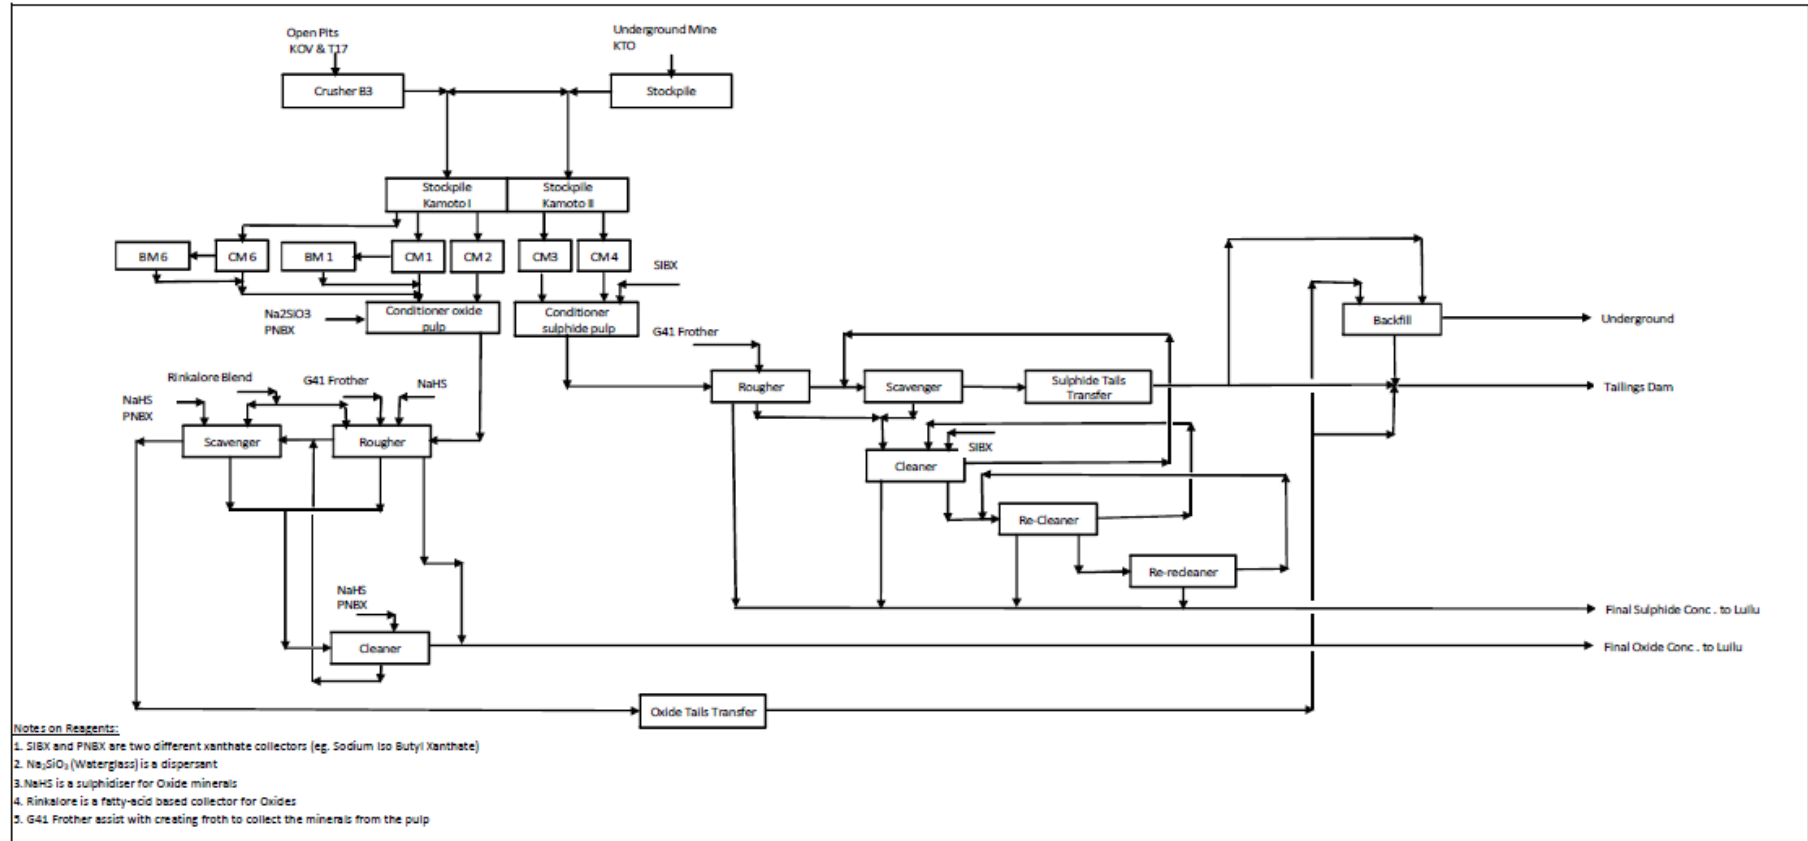 Open Pits
KOV & T17
Underground Mine
KTO
Crusher B3
Stockpile
Stockpile
Kamoto I
Stockpile
Kamoto II
BM 6
CM 6
BM 1
CM 1
CM 2
CM3
CM 4
SIBX
Na2SiO3
PNBX
Conditioner oxide
pulp
Conditioner
sulphide pulp
G41 Frother
Backfill
Underground
Rinkalore Blend
G41 Frother
NaHS
NaHS
PNBX
Rougher
Scavenger
Sulphide Tails
Transfer
Tailings Dam
Scavenger
Rougher
SIBX
Cleaner
Re-Cleaner
Re-recleaner
NaHS
PNBX
Final Sulphide Conc. to Luilu
Cleaner
Final Oxide Conc. to Luilu
Oxide Tails Transfer
Notes on Reagents:
1. SIBX and PNBX are two different xanthate collectors (eg. Sodium Iso Butyl Xanthate)
2. Na₂SiO₃ (Waterglass) is a dispersant
3.NaHS is a sulphidiser for Oxide minerals
4. Rinkalore is a fatty-acid based collector for Oxides
5. G41 Frother assist with creating froth to collect the minerals from the pulp